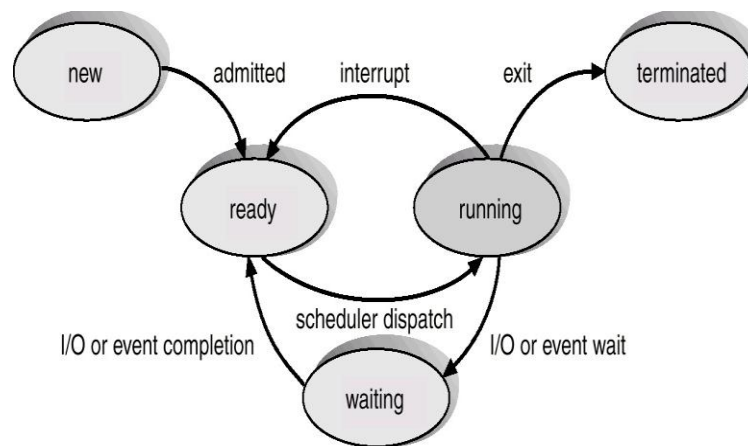 new
admitted
interrupt
exit
terminated
ready
running
scheduler dispatch
I/O or event completion
I/O or event wait
waiting